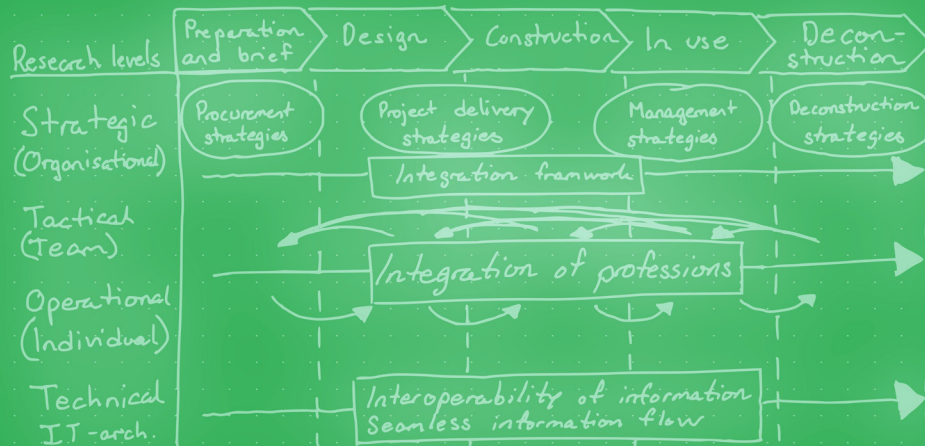 Research levels
Preparation
and brief
Design
Construction
In use
Decon-
struction
Strategic
(Organisational)
Procurement
strategies
Project delivery
strategies
Management
strategies
Deconstruction
strategies
Integration framwork
Tactical
(Team)
Integration of professions
Operational
(Individual)
Technical
IT-arch.
Interoperability of information
Seamless information flow